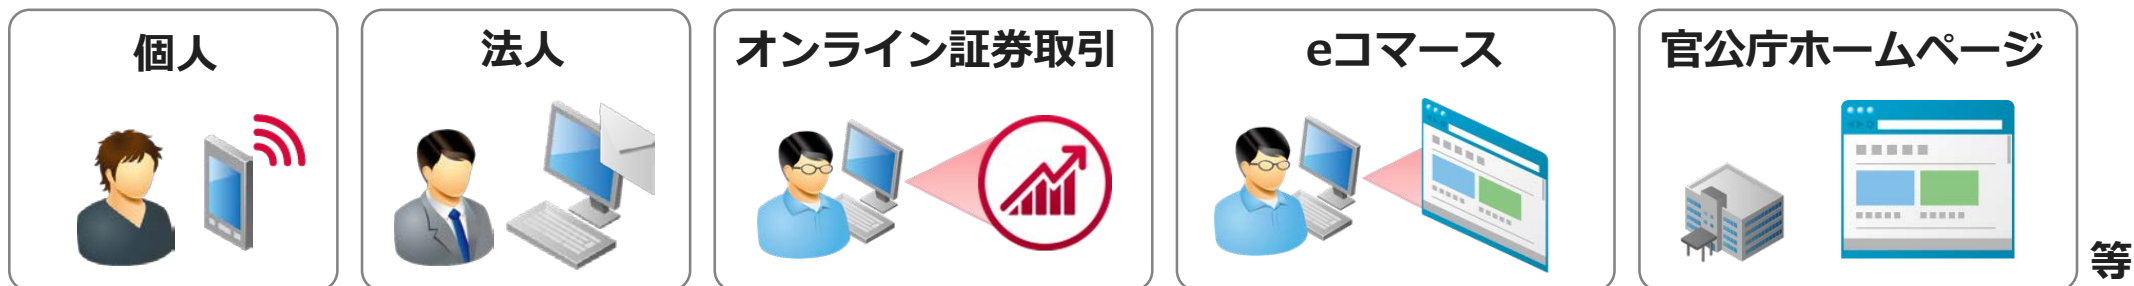 個人
法人
オンライン証券取引
eコマース
官公庁ホームページ
等